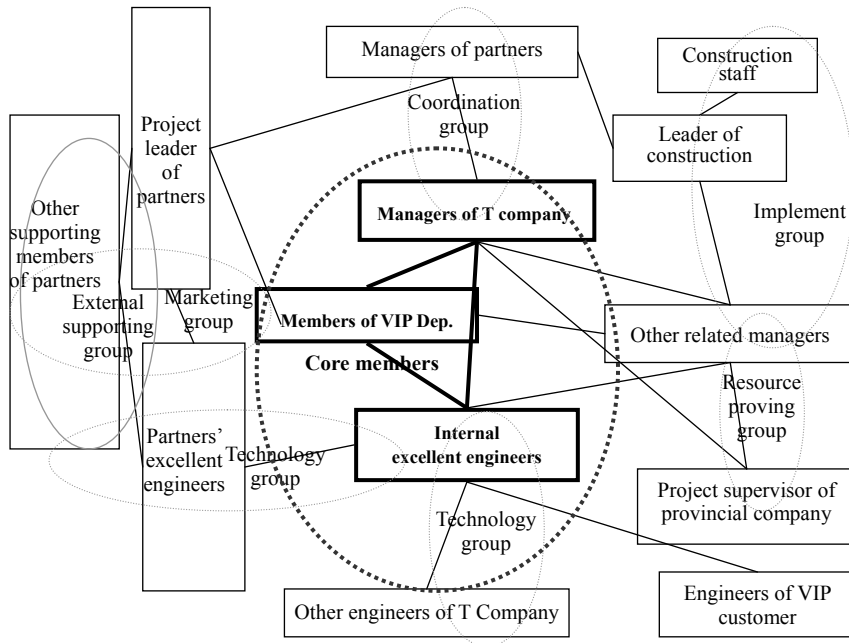 Managers of partners
Construction
staff
Coordination
group
Project
leader
of
partners
Leader of
construction
Other
supporting
members
of partners
Managers of T company
Implement
group
External
supporting
group
Marketing
group
Members of VIP Dep.
Other related managers
Core members
Resource
proving
group
Partners’
excellent
engineers
Technology
group
Internal
excellent engineers
Project supervisor of
provincial company
Technology
group
Other engineers of T Company
Engineers of VIP
customer